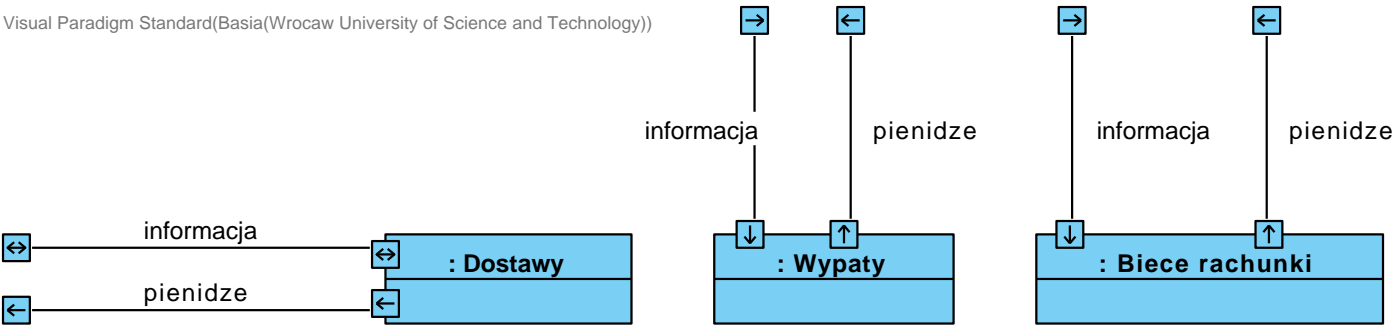 Visual Paradigm Standard(Basia(Wrocaw University of Science and Technology))
informacja
pienidze
informacja
pienidze
informacja
pienidze
: Dostawy
: Wypaty
: Biece rachunki